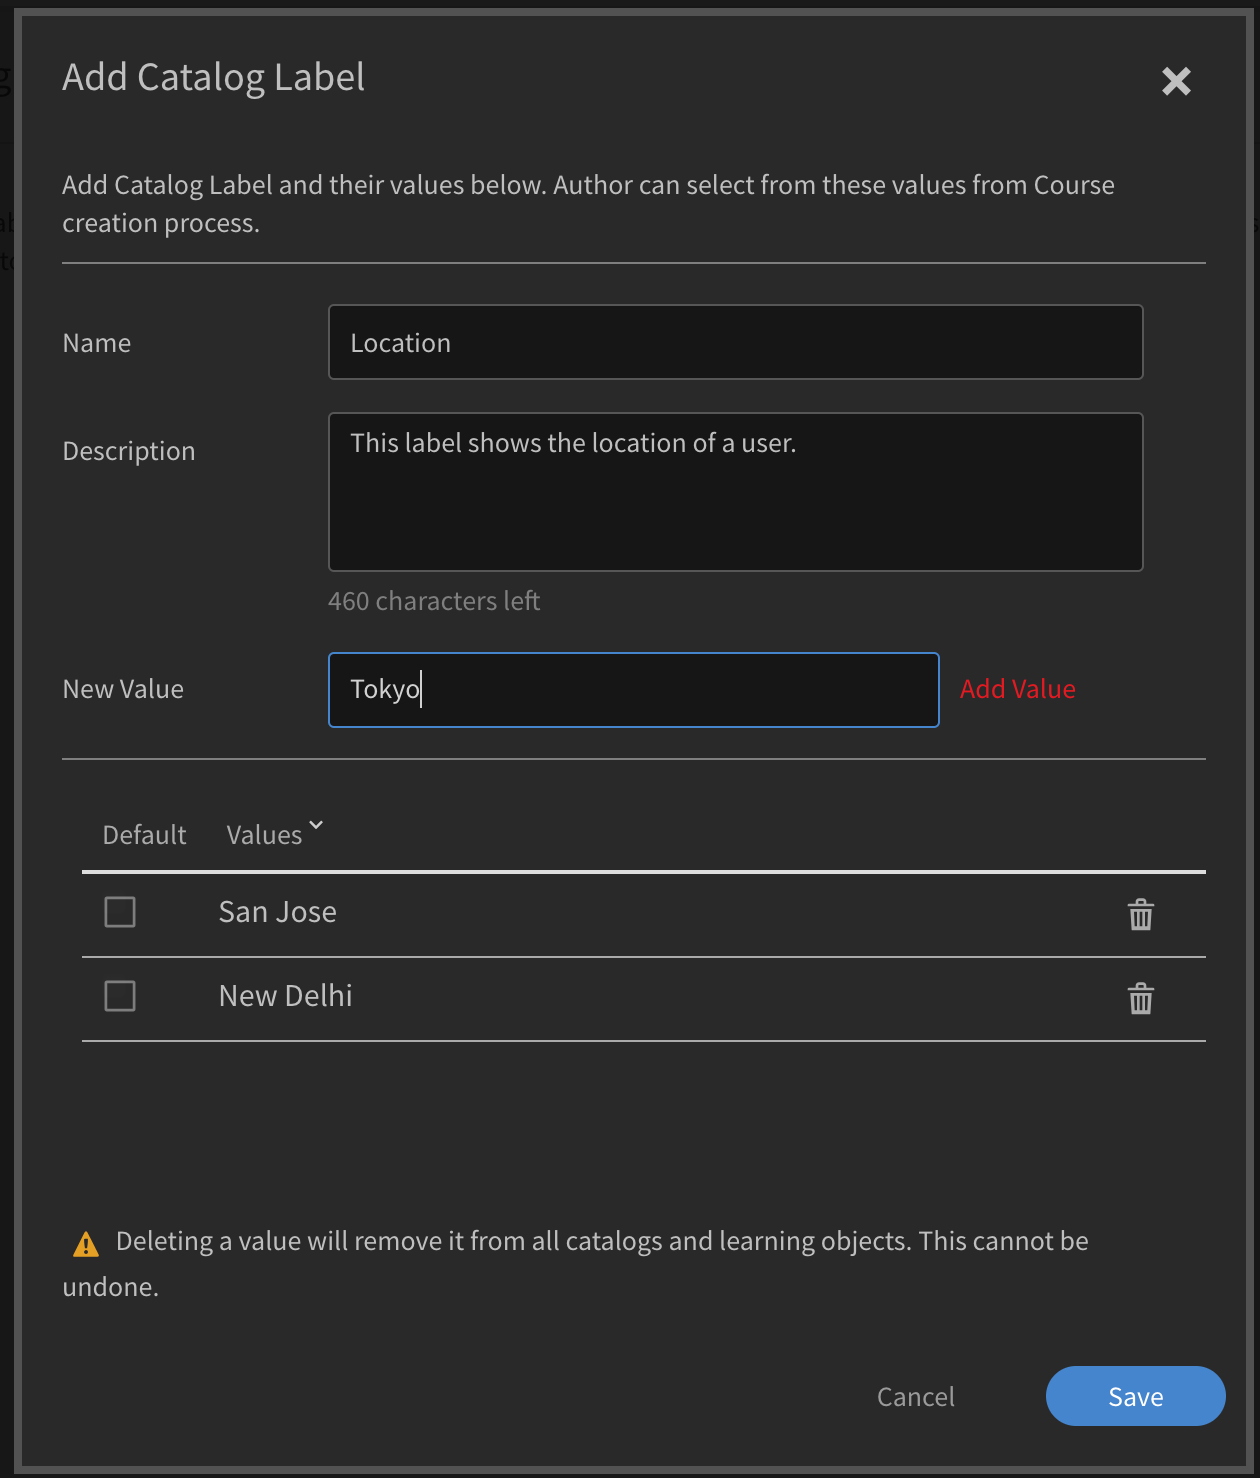 Add Catalog Label
Add Catalog Label and their values below. Author can select from these values from Course
creation process.
Name
Location
Description
This label shows the location of a user.
460 characters left
New Value
Tokyo
Add Value
Default Values
San Jose
New Delhi
Deleting a value will remove it from all catalogs and learning objects. This cannot be
undone.
Cancel Save